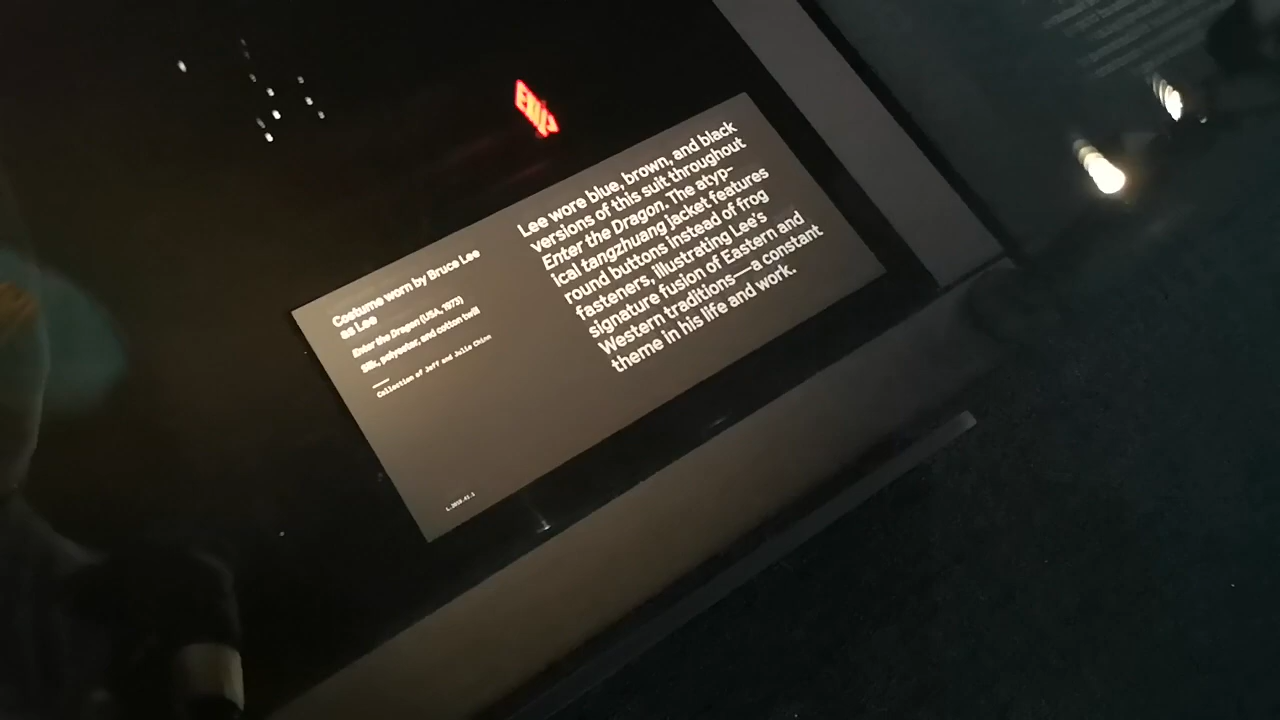 EXIT
Costume worn by Bruce Lee
as Lee
Enter the Dragon (USA, 1973)
Silk, polyester, and cotton twill
Collection of Jeff and Julie Chinn
Lee wore blue, brown, and black
versions of this suit throughout
Enter the Dragon. The atyp-
ical tangzhuang jacket features
round buttons instead of frog
fasteners, illustrating Lee's
signature fusion of Eastern and
Western traditions—a constant
theme in his life and work.